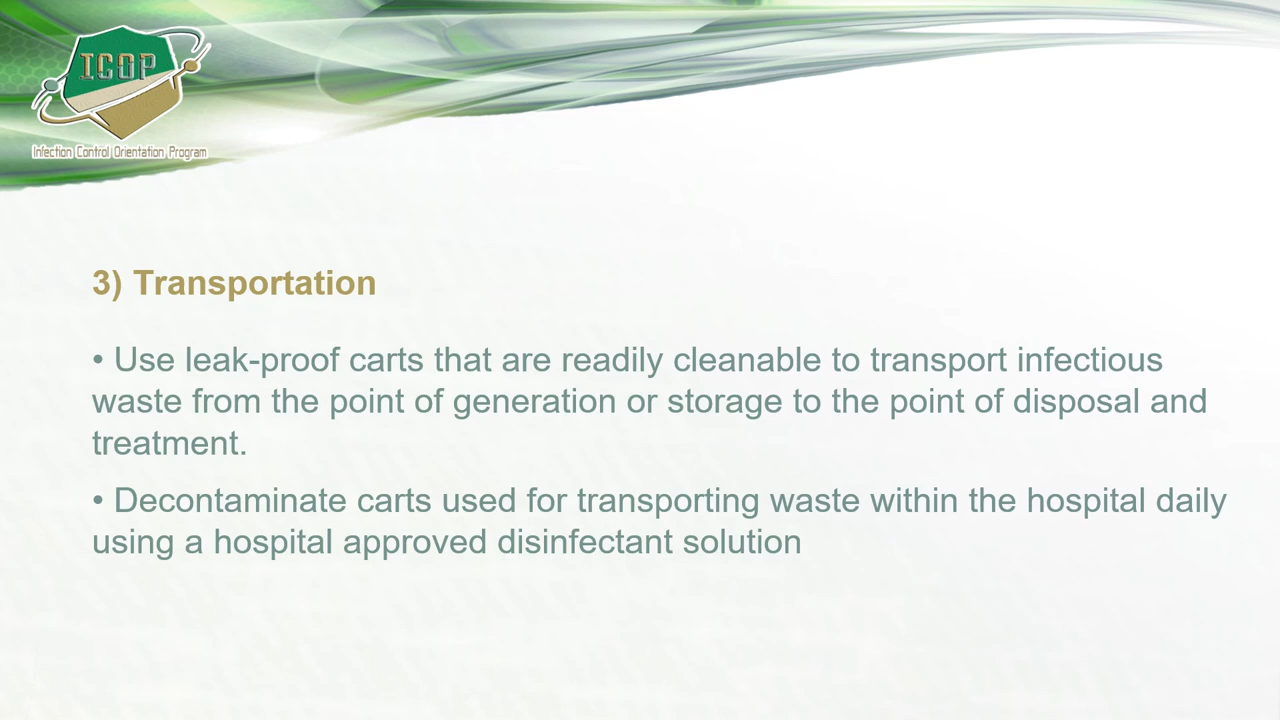 ICOP
Infection Control Orientation Program
3) Transportation
• Use leak-proof carts that are readily cleanable to transport infectious
waste from the point of generation or storage to the point of disposal and
treatment.
• Decontaminate carts used for transporting waste within the hospital daily
using a hospital approved disinfectant solution